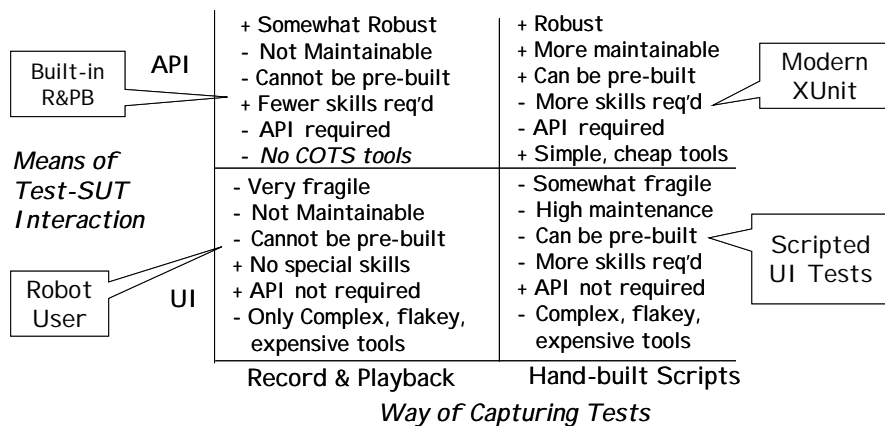 Built-in
R&PB
API
+ Somewhat Robust
- Not Maintainable
- Cannot be pre-built
+ Fewer skills req'd
- API required
- No COTS tools
+ Robust
+ More maintainable
+ Can be pre-built
- More skills req'd
- API required
+ Simple, cheap tools
Modern
XUnit
Means of
Test-SUT
Interaction
Robot
User
UI
- Very fragile
- Not Maintainable
- Cannot be pre-built
+ No special skills
+ API not required
- Only Complex, flakey,
expensive tools
- Somewhat fragile
- High maintenance
- Can be pre-built
- More skills req'd
+ API not required
- Complex, flakey,
expensive tools
Scripted
UI Tests
Record & Playback
Hand-built Scripts
Way of Capturing Tests